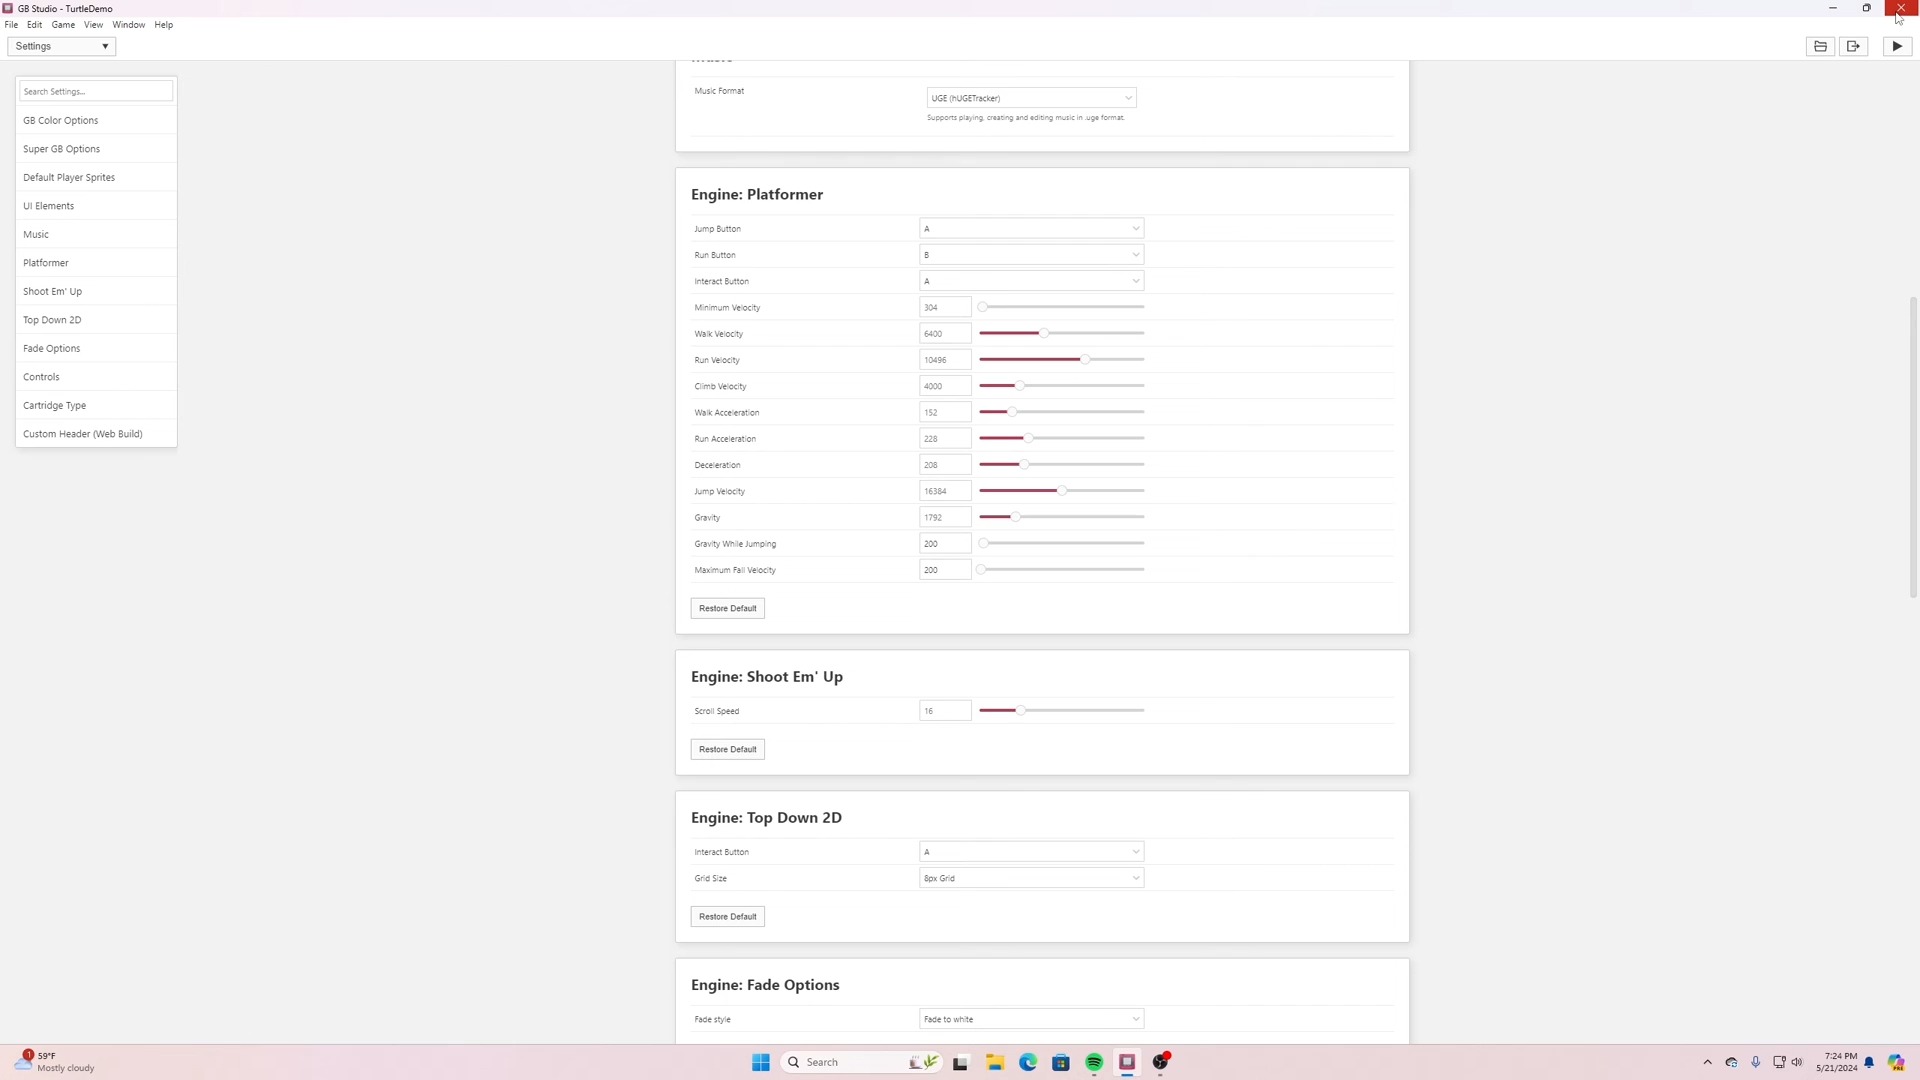 GB Studio - TurtleDemo
File Edit Game View Window Help
Settings
Search Settings...
GB Color Options
Super GB Options
Default Player Sprites
UI Elements
Music
Platformer
Shoot Em' Up
Top Down 2D
Fade Options
Controls
Cartridge Type
Custom Header (Web Build)
Music Format UGE (hUGETracker)
Supports playing, creating and editing music in .uge format.
Engine: Platformer
Jump Button A
Run Button B
Interact Button A
Minimum Velocity 304
Walk Velocity 6400
Run Velocity 10496
Climb Velocity 4000
Walk Acceleration 152
Run Acceleration 228
Deceleration 208
Jump Velocity 16384
Gravity 1792
Gravity While Jumping 200
Maximum Fall Velocity 200
Restore Default
Engine: Shoot Em' Up
Scroll Speed 16
Restore Default
Engine: Top Down 2D
Interact Button A
Grid Size 8px Grid
Restore Default
Engine: Fade Options
Fade style Fade to white
1
59°F
Mostly cloudy
Search
7:24 PM
5/21/2024
PRE